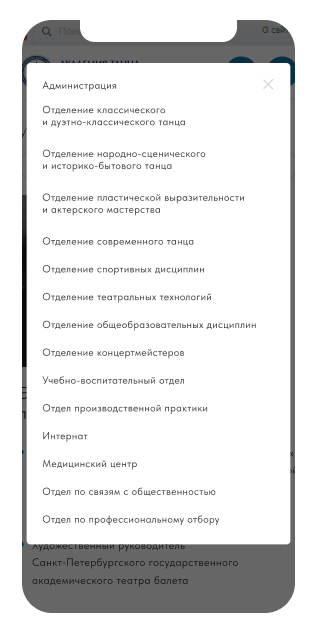 АКАДЕМИЯ ТАНЦА
Администрация
Отделение классического
и дуэтно-классического танца
Отделение народно-сценического
и историко-бытового танца
Отделение пластической выразительности
и актерского мастерства
Отделение современного танца
Отделение спортивных дисциплин
Отделение театральных технологий
Отделение общеобразовательных дисциплин
Отделение концертмейстеров
Учебно-воспитательный отдел
Отдел производственной практики
Интернат
Медицинский центр
Отдел по связям с общественностью
Отдел по профессиональному отбору
Художественный руководитель
Санкт-Петербургского государственного
академического театра балета